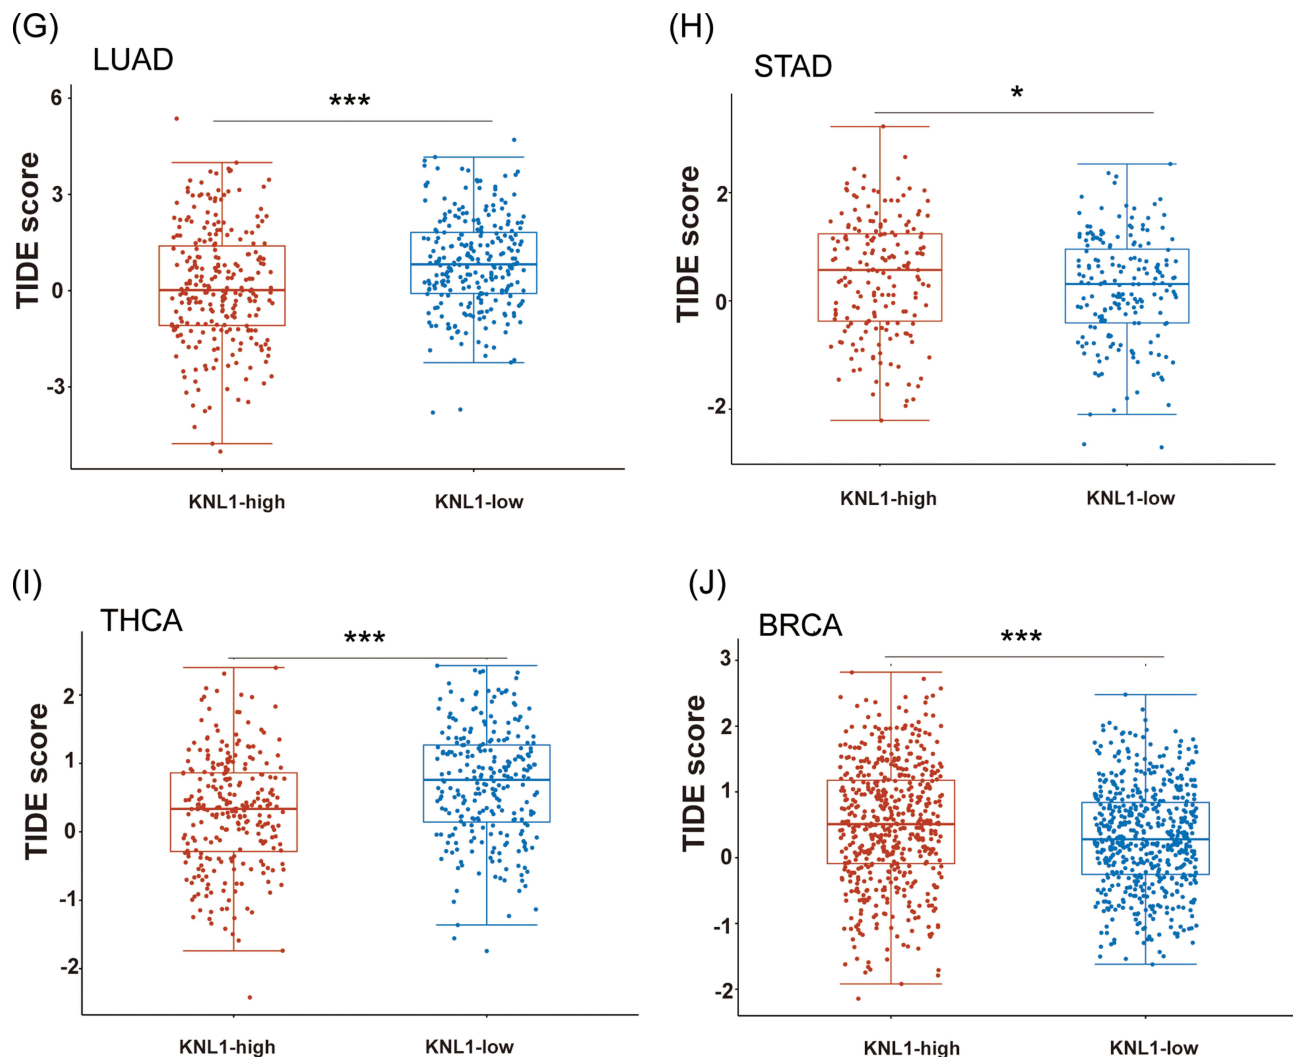 (G)
LUAD
***
TIDE score
6
3
0
-3
KNL1-high
KNL1-low
(H)
STAD
*
TIDE score
2
0
-2
KNL1-high
KNL1-low
(I)
THCA
***
TIDE score
2
1
0
-1
-2
KNL1-high
KNL1-low
(J)
BRCA
***
TIDE score
3
2
1
0
-1
-2
KNL1-high
KNL1-low